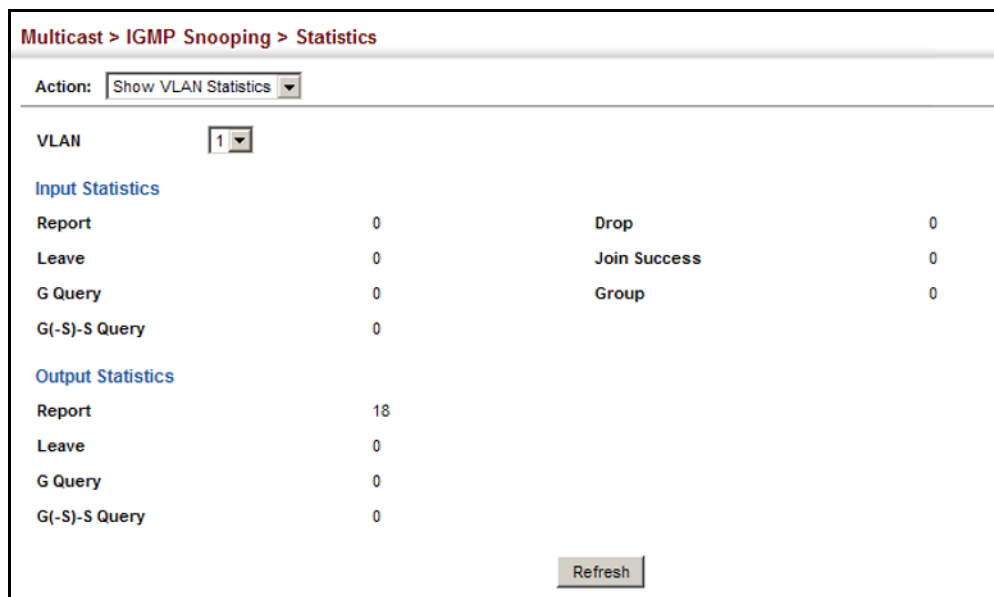 Multicast > IGMP Snooping > Statistics
Action: Show VLAN Statistics
VLAN 1
Input Statistics
Report 0 Drop 0
Leave 0 Join Success 0
G Query 0 Group 0
G(-S)-S Query 0
Output Statistics
Report 18
Leave 0
G Query 0
G(-S)-S Query 0
Refresh